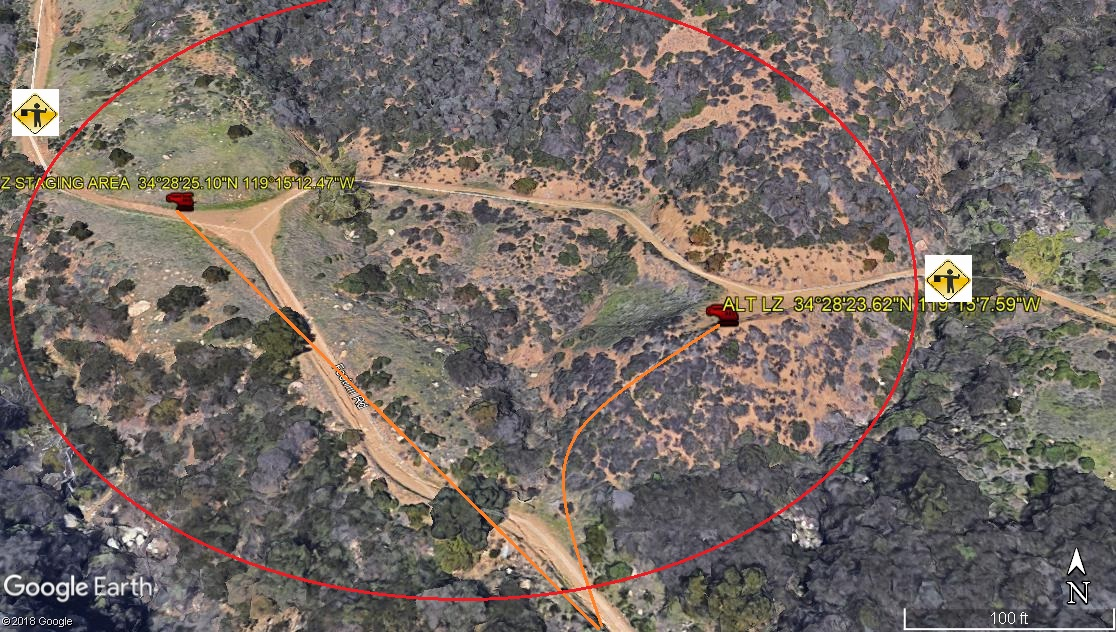 Z STAGING AREA 34°28'25.10"N 119°15'12.47"W
ALT LZ 34°28'23.62"N 119°15'7.59"W
Google Earth
N
©2018 Google
100 ft